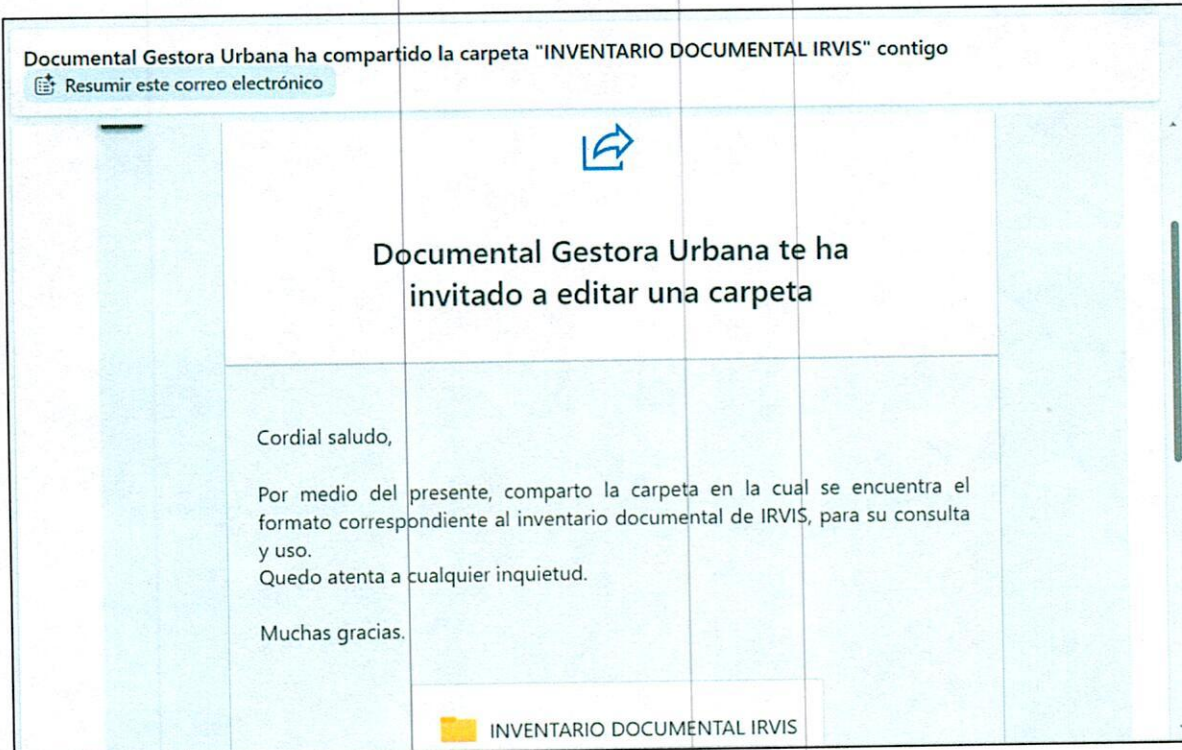 Documental Gestora Urbana ha compartido la carpeta "INVENTARIO DOCUMENTAL IRVIS" contigo
Resumir este correo electrónico
Documental Gestora Urbana te ha
invitado a editar una carpeta
Cordial saludo,
Por medio del presente, comparto la carpeta en la cual se encuentra el
formato correspondiente al inventario documental de IRVIS, para su consulta
y uso.
Quedo atenta a cualquier inquietud.
Muchas gracias.
INVENTARIO DOCUMENTAL IRVIS